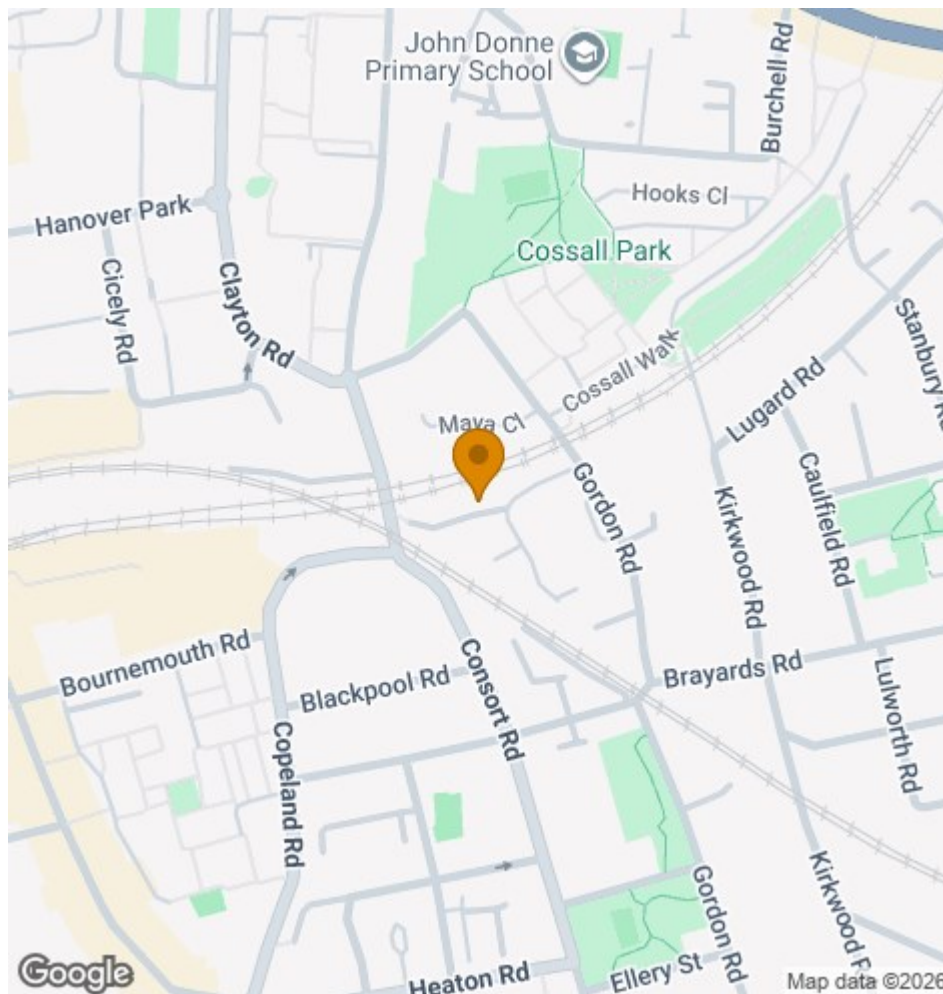 John Donne
Primary School
Burchell Rd
Hanover Park
Hooks Cl
Cossall Park
Cicely Rd
Clayton Rd
Stanbury
Cossall Walk
Lugard Rd
Maya Cl
Gordon Rd
Caulfield Rd
Kirkwood Rd
Bournemouth Rd
Blackpool Rd
Consort Rd
Brayards Rd
Lulworth Rd
Copeland Rd
Kirkwood
Gordon Rd
Google
Heaton Rd
Ellery St
Map data ©2026